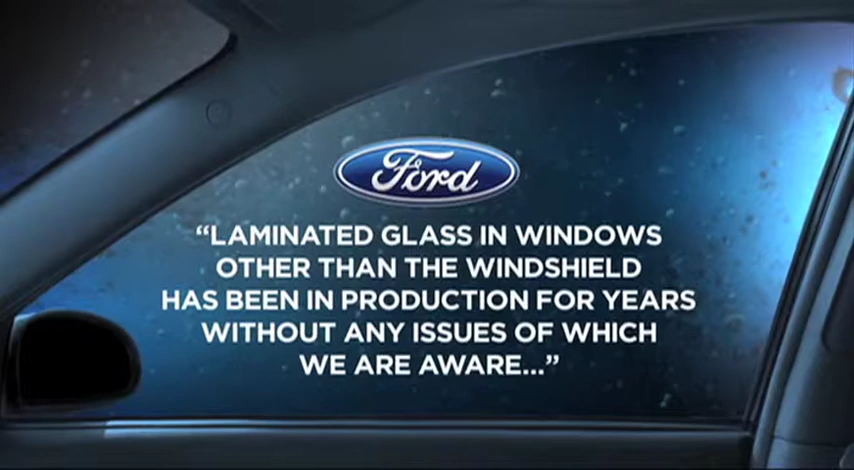 Ford
“LAMINATED GLASS IN WINDOWS
OTHER THAN THE WINDSHIELD
HAS BEEN IN PRODUCTION FOR YEARS
WITHOUT ANY ISSUES OF WHICH
WE ARE AWARE...”